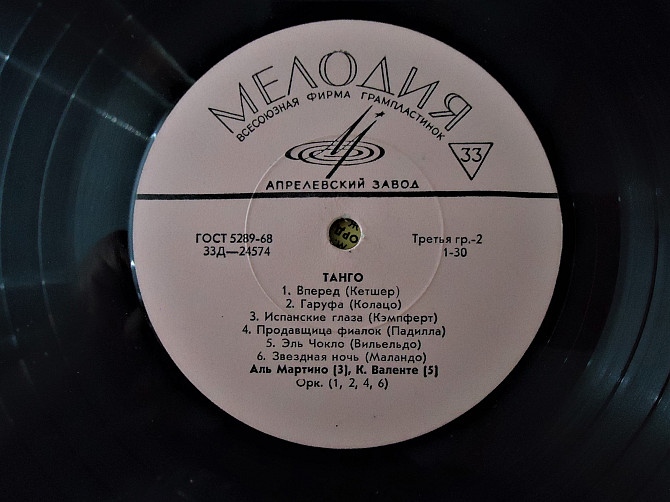 МЕЛОДИЯ
ВСЕСОЮЗНАЯ ФИРМА ГРАМПЛАСТИНОК
33
АПРЕЛЕВСКИЙ ЗАВОД
ГОСТ 5289-68 Третья гр.-2
33Д—24574 1-30
ТАНГО
1. Вперед (Кетшер)
2. Гаруфа (Колацо)
3. Испанские глаза (Кэмпферт)
4. Продавщица фиалок (Падилла)
5. Эль Чокло (Вильельдо)
6. Звездная ночь (Маландо)
Аль Мартино (3), К. Валенте (5)
Орк. (1, 2, 4, 6)